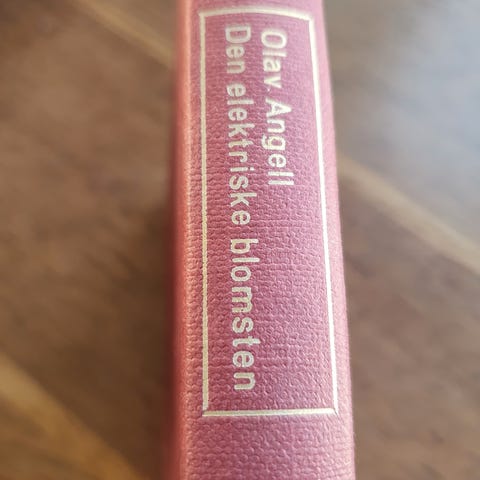 Olav Angell
Den elektriske blomsten